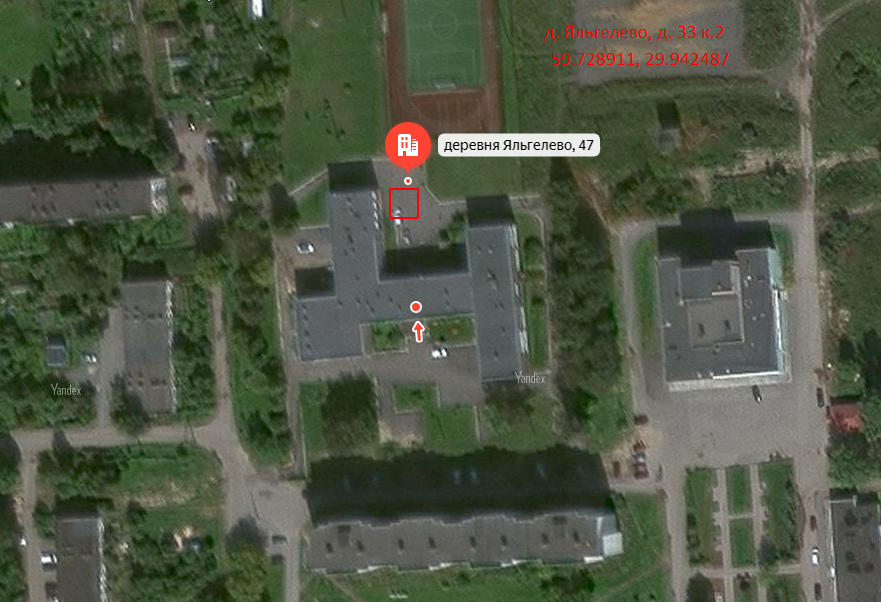 д. Яльгелево, д. 33 к.2
59.728911, 29.942487
деревня Яльгелево, 47
Yandex
Yandex